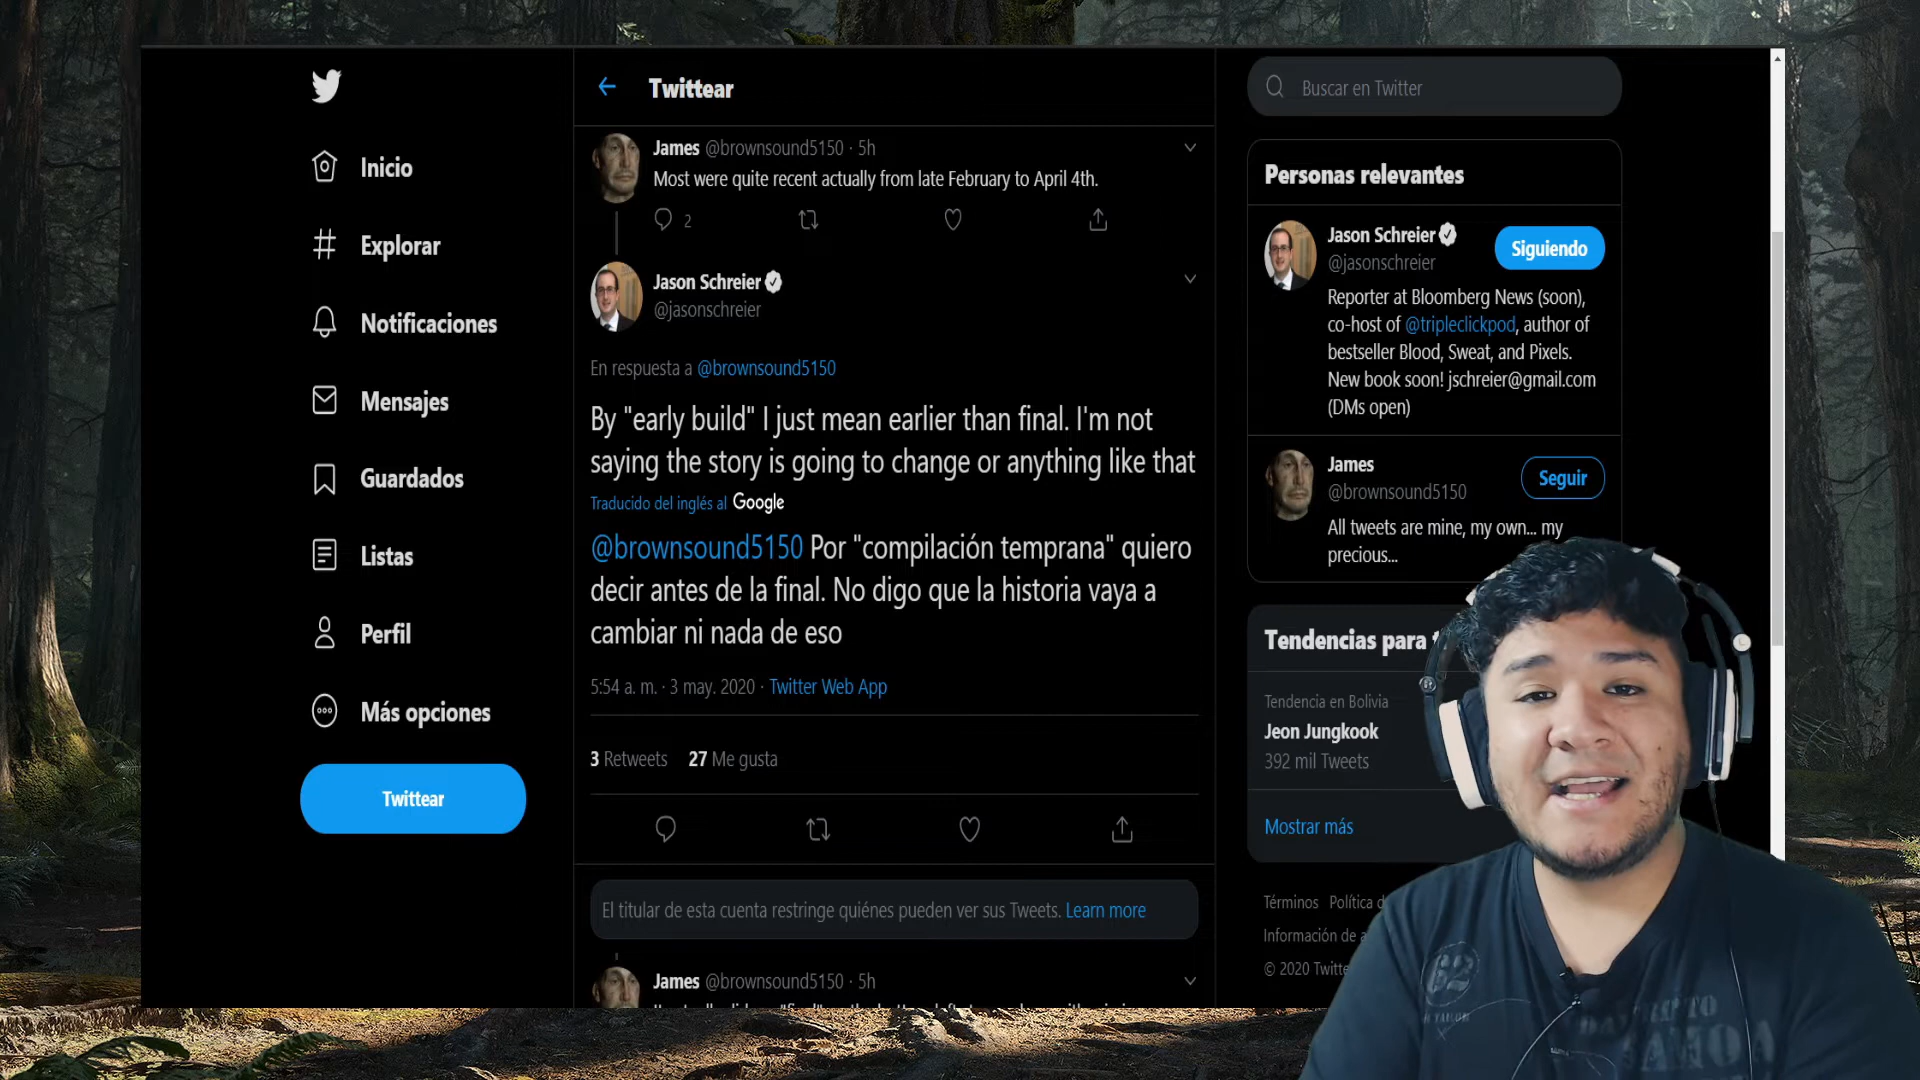 Inicio
Explorar
Notificaciones
Mensajes
Guardados
Listas
Perfil
Más opciones
Twittear
Twittear
James @brownsound5150 · 5h
Most were quite recent actually from late February to April 4th.
2
Jason Schreier
@jasonschreier
En respuesta a @brownsound5150
By "early build" I just mean earlier than final. I'm not
saying the story is going to change or anything like that
Traducido del inglés al Google
@brownsound5150 Por "compilación temprana" quiero
decir antes de la final. No digo que la historia vaya a
cambiar ni nada de eso
5:54 a. m. · 3 may. 2020 · Twitter Web App
3 Retweets 27 Me gusta
El titular de esta cuenta restringe quiénes pueden ver sus Tweets. Learn more
James @brownsound5150 · 5h
Buscar en Twitter
Personas relevantes
Jason Schreier
@jasonschreier
Siguiendo
Reporter at Bloomberg News (soon),
co-host of @tripleclickpod, author of
bestseller Blood, Sweat, and Pixels.
New book soon! jschreier@gmail.com
(DMs open)
James
@brownsound5150
Seguir
All tweets are mine, my own... my
precious...
Tendencias para
Tendencia en Bolivia
Jeon Jungkook
392 mil Tweets
Mostrar más
Términos Política
Información de
© 2020
62